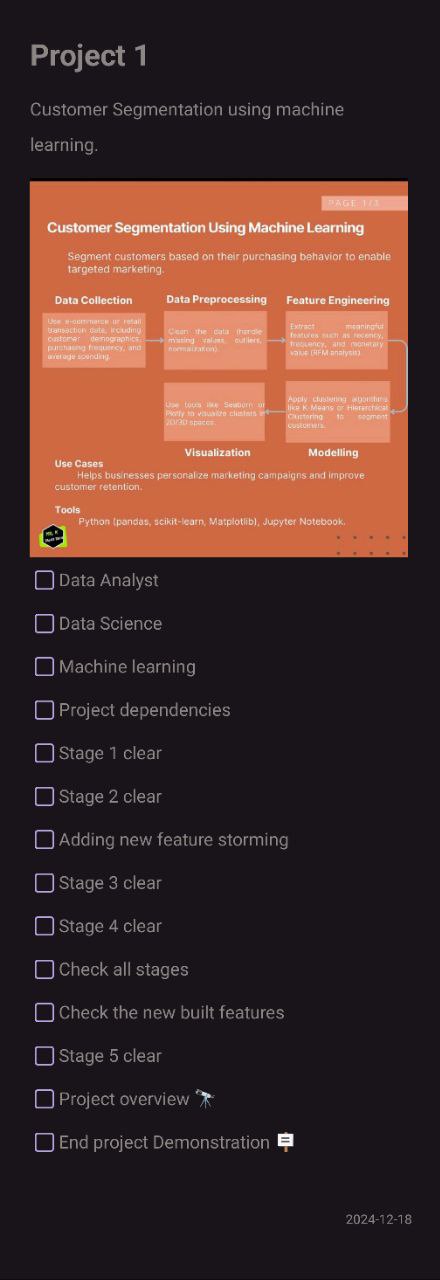 Project 1
Customer Segmentation using machine
learning.
PAGE 1/3
Customer Segmentation Using Machine Learning
Segment customers based on their purchasing behavior to enable
targeted marketing.
Data Collection
Use e-commerce or retail
transaction data, including
customer demographics,
purchasing frequency, and
average spending.
Data Preprocessing
Clean the data (handle
missing values, outliers,
normalization).
Feature Engineering
Extract meaningful
features such as recency,
frequency, and monetary
value (RFM analysis).
Apply clustering algorithms
like K-Means or Hierarchical
Clustering to segment
customers.
Modelling
Use tools like Seaborn or
Plotly to visualize clusters in
2D/3D spaces.
Visualization
Use Cases
Helps businesses personalize marketing campaigns and improve
customer retention.
Tools
Python (pandas, scikit-learn, Matplotlib), Jupyter Notebook.
Data Analyst
Data Science
Machine learning
Project dependencies
Stage 1 clear
Stage 2 clear
Adding new feature storming
Stage 3 clear
Stage 4 clear
Check all stages
Check the new built features
Stage 5 clear
Project overview 🔭
End project Demonstration 🪧
2024-12-18